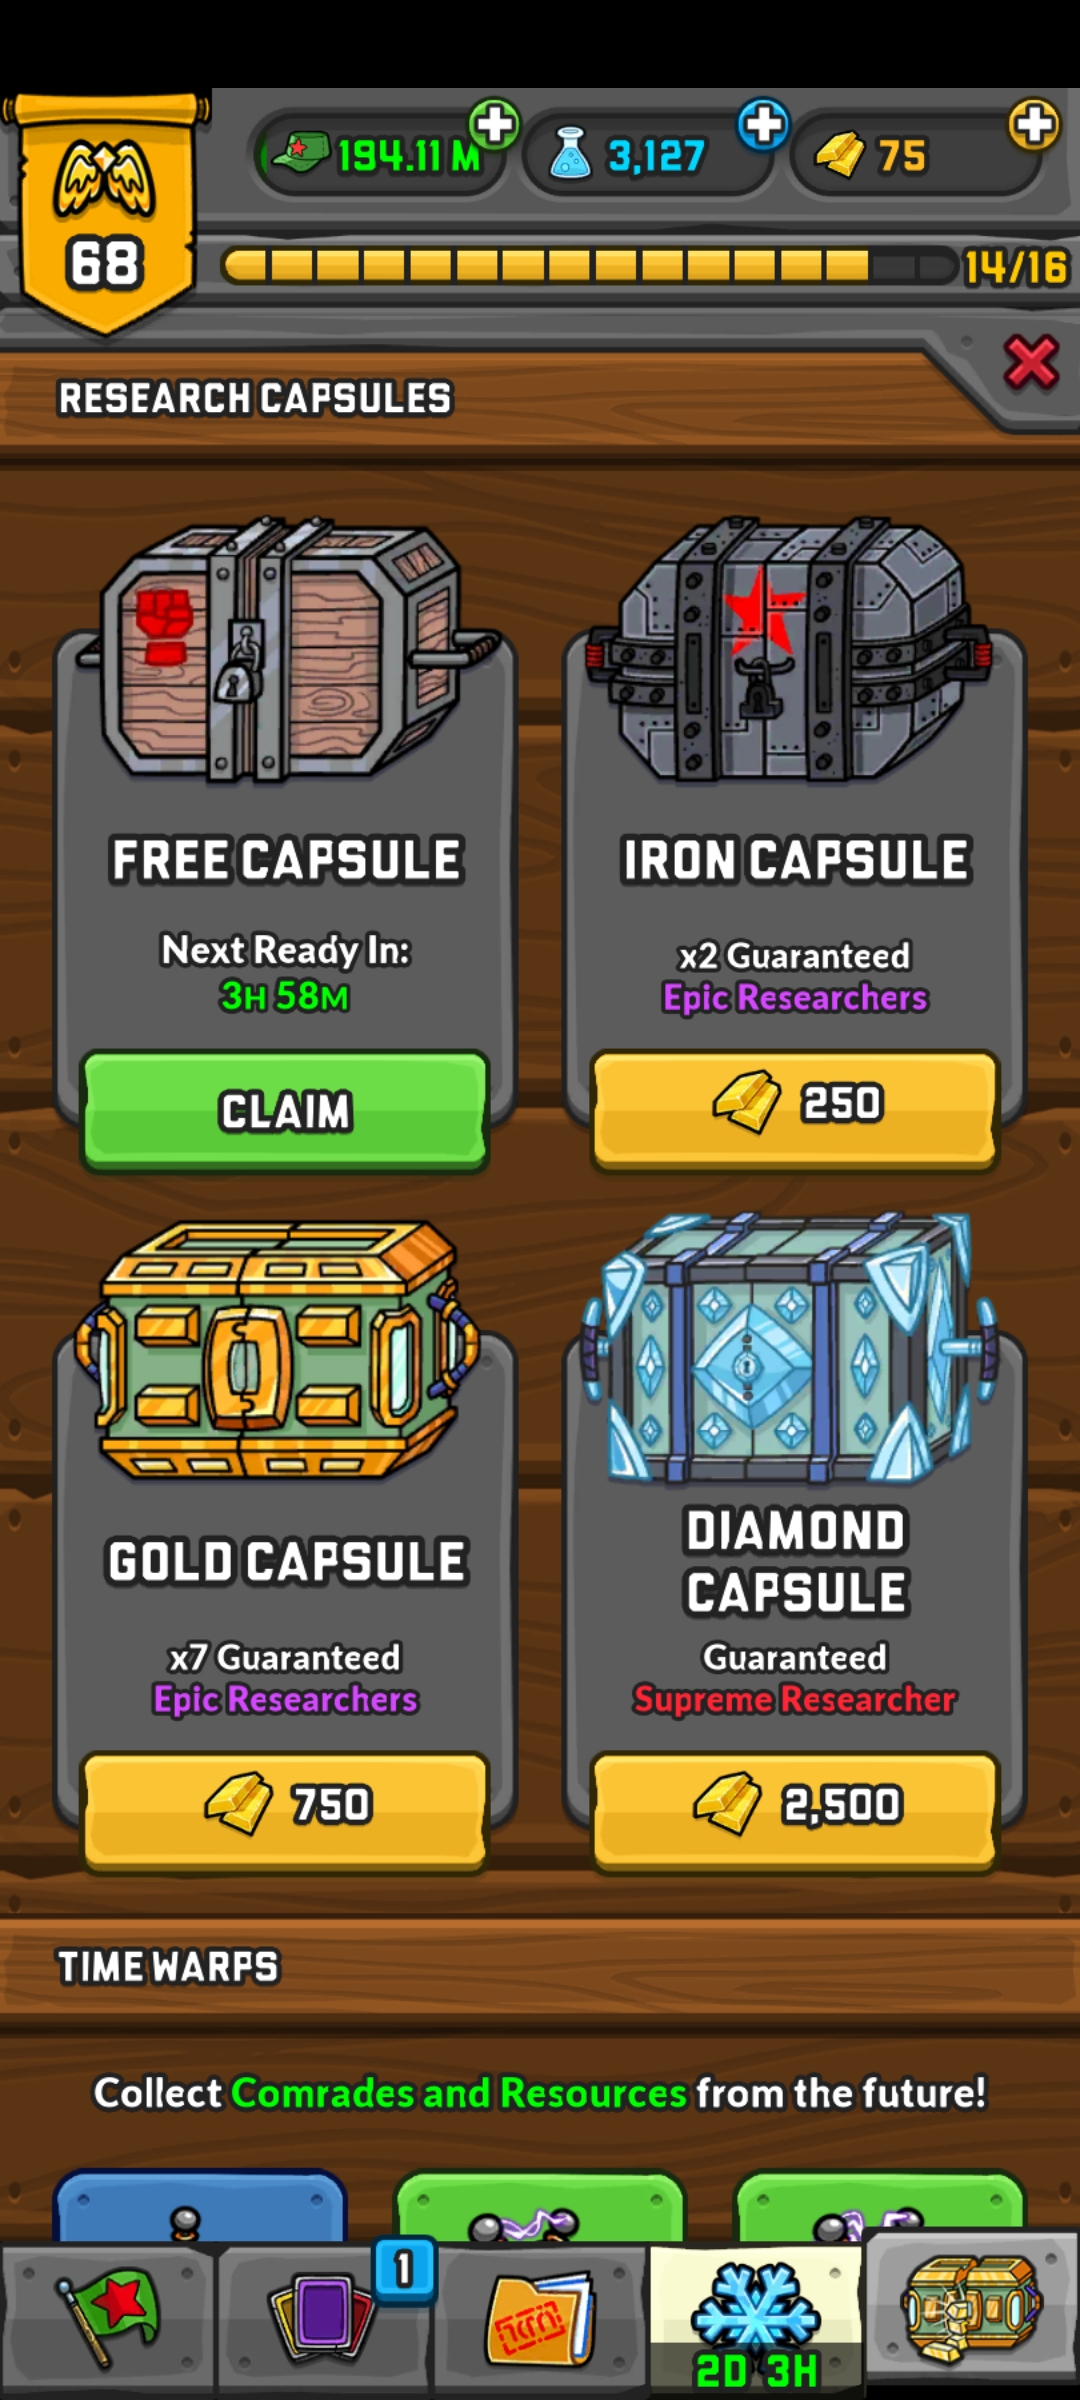 194.11 M
3,127
75
68
14/16
RESEARCH CAPSULES
FREE CAPSULE
Next Ready In:
3H 58M
CLAIM
IRON CAPSULE
x2 Guaranteed
Epic Researchers
250
GOLD CAPSULE
x7 Guaranteed
Epic Researchers
750
DIAMOND
CAPSULE
Guaranteed
Supreme Researcher
2,500
TIME WARPS
Collect Comrades and Resources from the future!
1
2D 3H